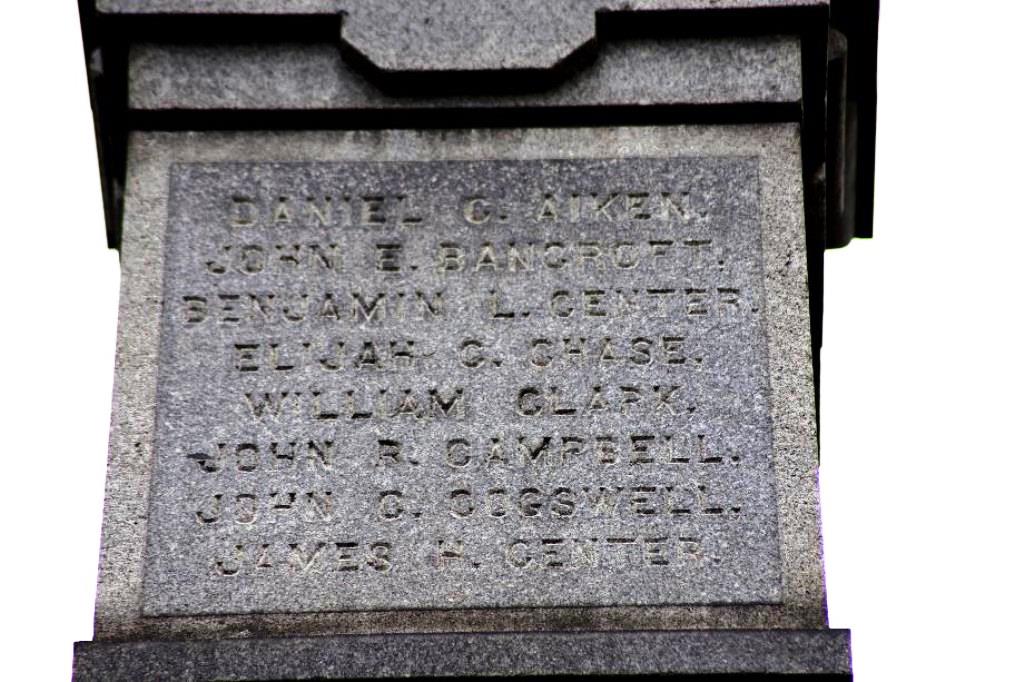 DANIEL C. AIKEN.
JOHN E. BANCROFT.
BENJAMIN L. CENTER.
ELIJAH C. CHASE.
WILLIAM CLARK.
JOHN R. CAMPBELL.
JOHN C. COGSWELL.
JAMES H. CENTER.